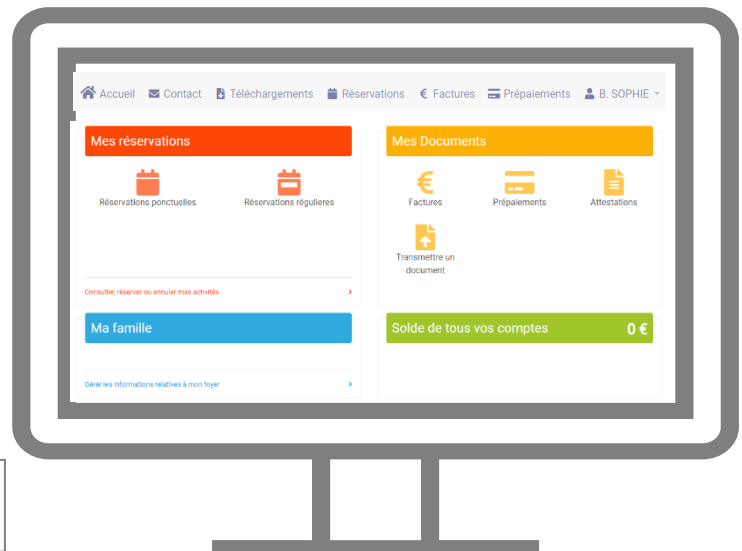 Accueil Contact Téléchargements Réservations € Factures Prépaiements B. SOPHIE
Mes réservations
Réservations ponctuelles Réservations régulieres
Consulter, réserver ou annuler mes activités
Mes Documents
€
Factures Prépaiements Attestations
Transmettre un
document
Ma famille
Gérer les informations relatives à mon foyer
Solde de tous vos comptes 0 €